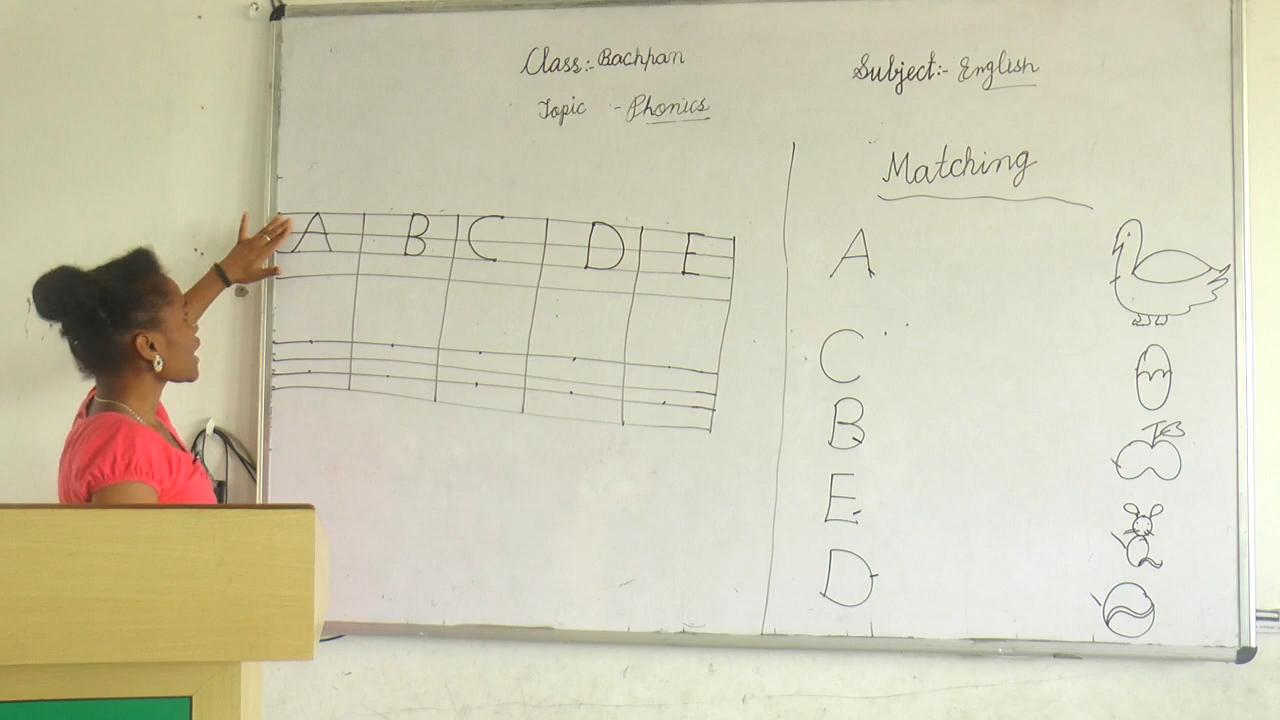 Class:- Bachpan
Subject:- English
Topic - Phonics
Matching
A B C D E
A
C
B
E
D